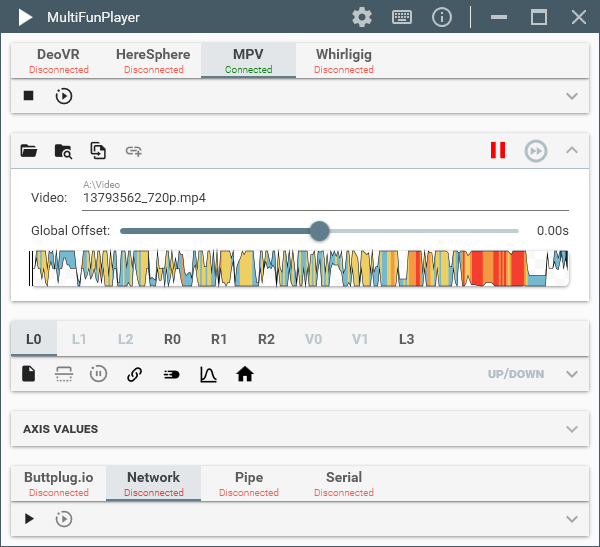 MultiFunPlayer
DeoVR HereSphere MPV Whirligig
Disconnected Disconnected Connected Disconnected
A:\Video
Video: 13793562_720p.mp4
Global Offset: 0.00s
L0 L1 L2 R0 R1 R2 V0 V1 L3
UP/DOWN
AXIS VALUES
Buttplug.io Network Pipe Serial
Disconnected Disconnected Disconnected Disconnected